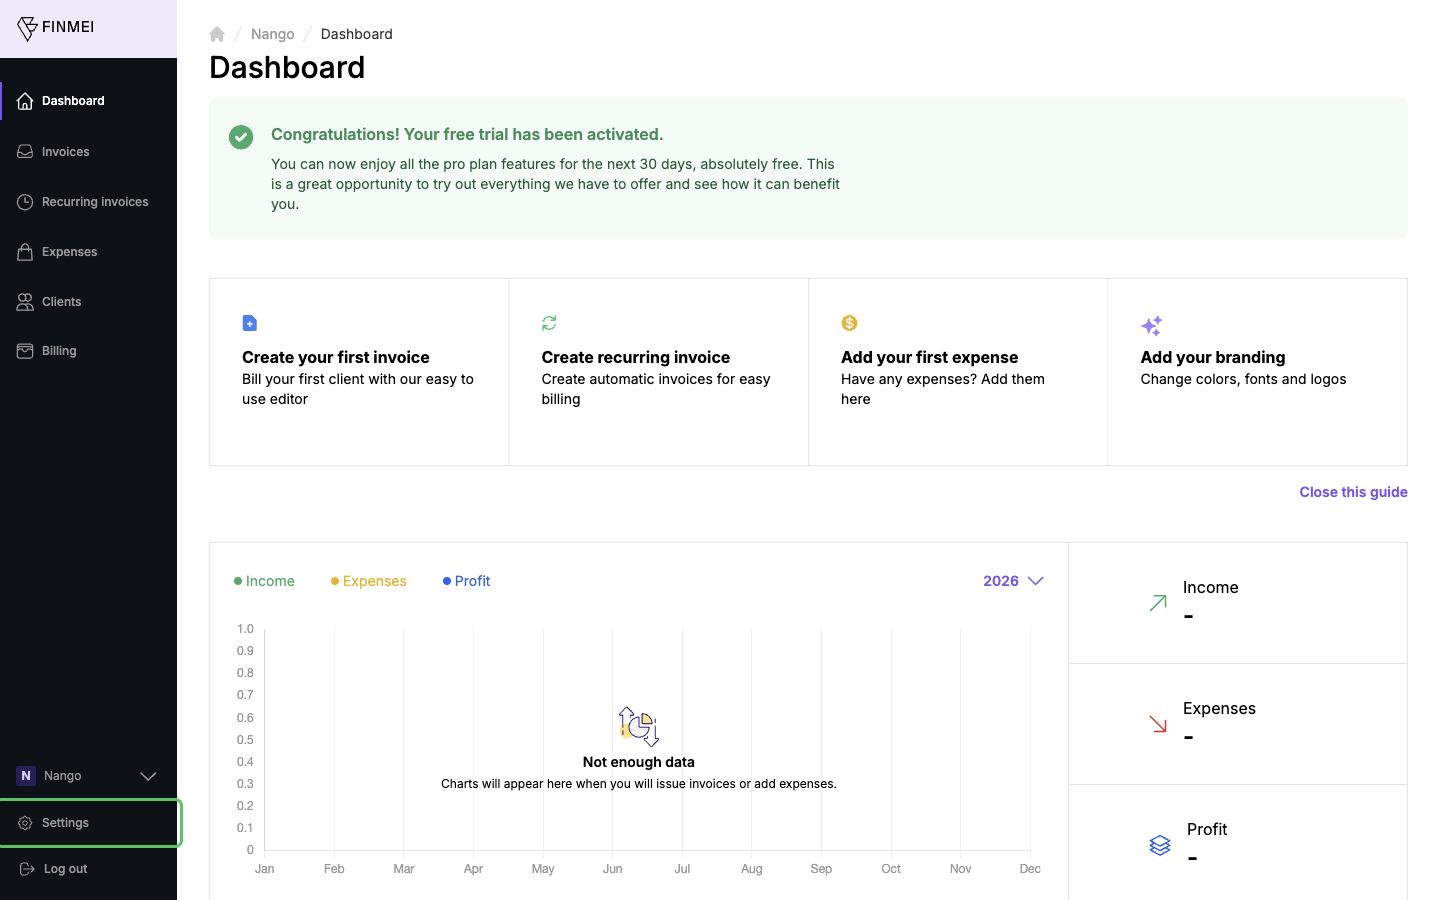 FINMEI
Dashboard
Invoices
Recurring invoices
Expenses
Clients
Billing
N Nango
Settings
Log out
Nango / Dashboard
Dashboard
Congratulations! Your free trial has been activated.
You can now enjoy all the pro plan features for the next 30 days, absolutely free. This
is a great opportunity to try out everything we have to offer and see how it can benefit
you.
Create your first invoice
Bill your first client with our easy to
use editor
Create recurring invoice
Create automatic invoices for easy
billing
Add your first expense
Have any expenses? Add them
here
Add your branding
Change colors, fonts and logos
Close this guide
Income Expenses Profit 2026
1.0
0.9
0.8
0.7
0.6
0.5
0.4
0.3
0.2
0.1
0
Not enough data
Charts will appear here when you will issue invoices or add expenses.
Jan Feb Mar Apr May Jun Jul Aug Sep Oct Nov Dec
Income
-
Expenses
-
Profit
-